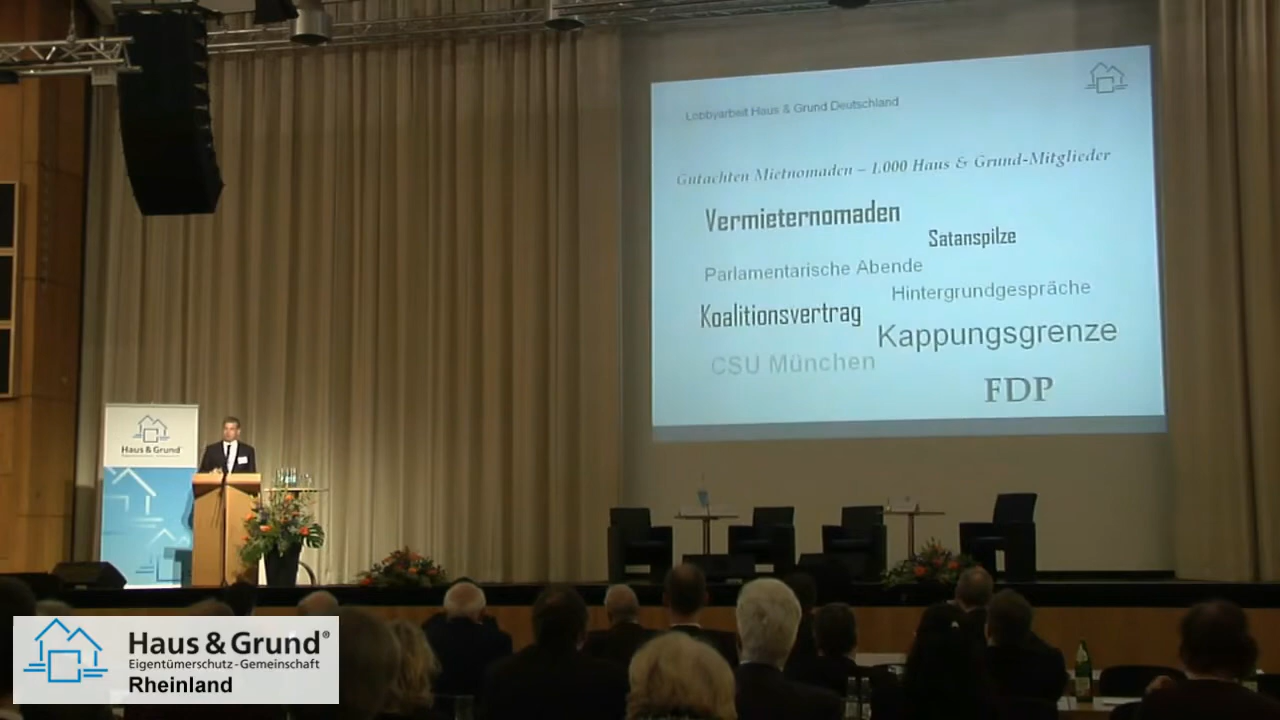 Lobbyarbeit Haus & Grund Deutschland
Gutachten Mietnomaden – 1.000 Haus & Grund-Mitglieder
Vermieternomaden
Satanspilze
Parlamentarische Abende
Hintergrundgespräche
Koalitionsvertrag
Kappungsgrenze
CSU München
FDP
Haus & Grund
Haus & Grund®
Eigentümerschutz-Gemeinschaft
Rheinland